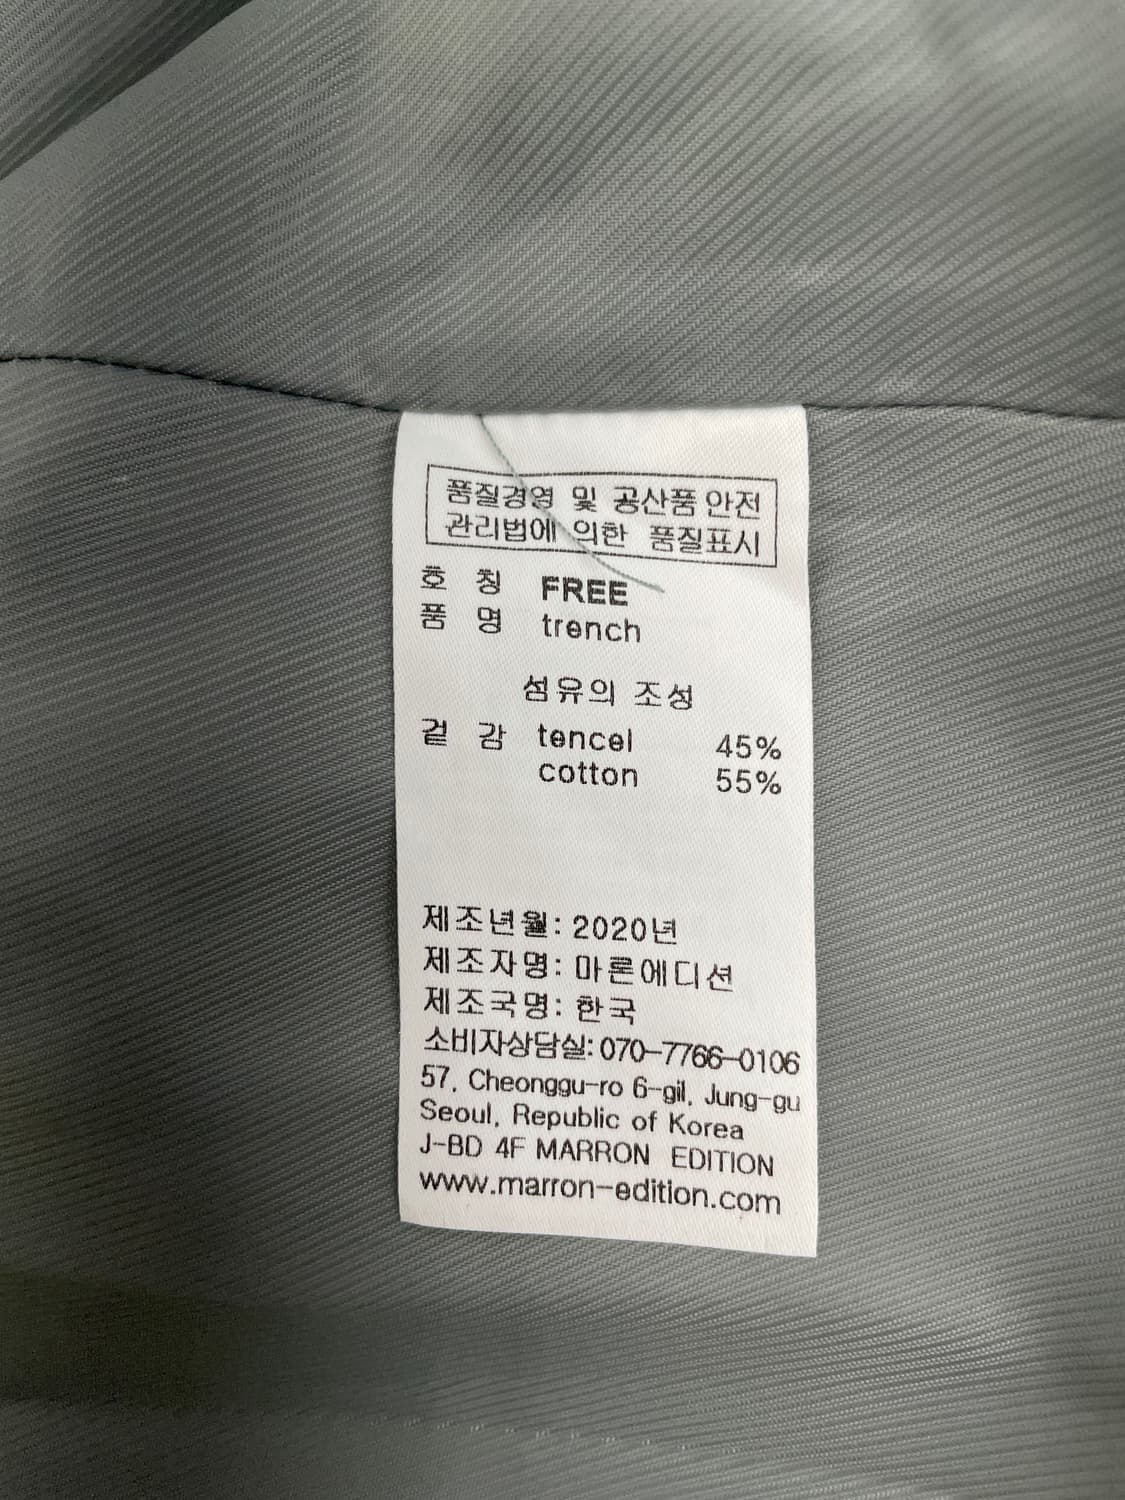 품질경영 및 공산품 안전
관리법에 의한 품질표시
호 칭 FREE
품 명 trench
섬유의 조성
겉 감 tencel 45%
cotton 55%
제조년월: 2020년
제조자명: 마론에디션
제조국명: 한국
소비자상담실: 070-7766-0106
57, Cheonggu-ro 6-gil, Jung-gu
Seoul, Republic of Korea
J-BD 4F MARRON EDITION
www.marron-edition.com